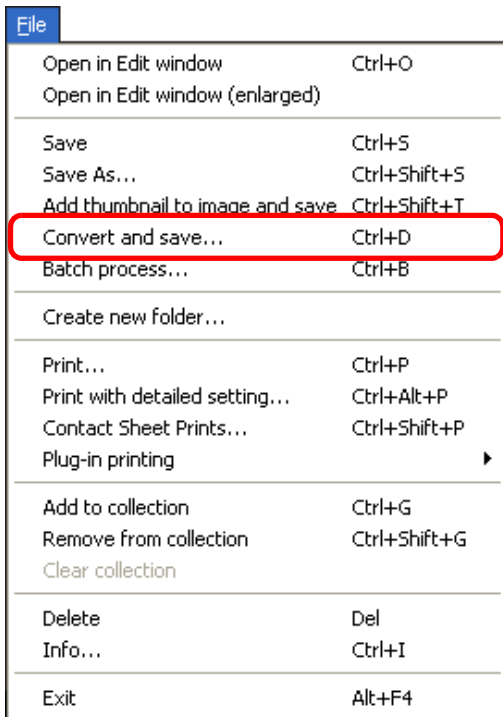 File
Open in Edit window Ctrl+O
Open in Edit window (enlarged)
Save Ctrl+S
Save As... Ctrl+Shift+S
Add thumbnail to image and save Ctrl+Shift+T
Convert and save... Ctrl+D
Batch process... Ctrl+B
Create new folder...
Print... Ctrl+P
Print with detailed setting... Ctrl+Alt+P
Contact Sheet Prints... Ctrl+Shift+P
Plug-in printing
Add to collection Ctrl+G
Remove from collection Ctrl+Shift+G
Clear collection
Delete Del
Info... Ctrl+I
Exit Alt+F4